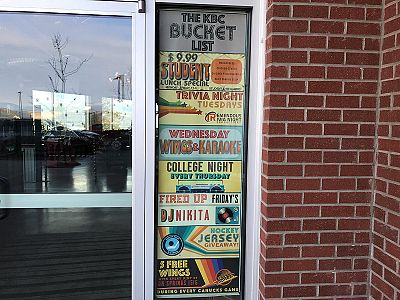 THE KBC
BUCKET
LIST
$9.99
STUDENT
LUNCH SPECIAL
TRIVIA NIGHT
TUESDAYS
WEDNESDAY
WINGS & KARAOKE
COLLEGE NIGHT
EVERY THURSDAY
FIRED UP FRIDAY'S
DJ NIKITA
HOCKEY
JERSEY
GIVEAWAY!
FREE
WINGS
DURING EVERY CANUCKS GAME